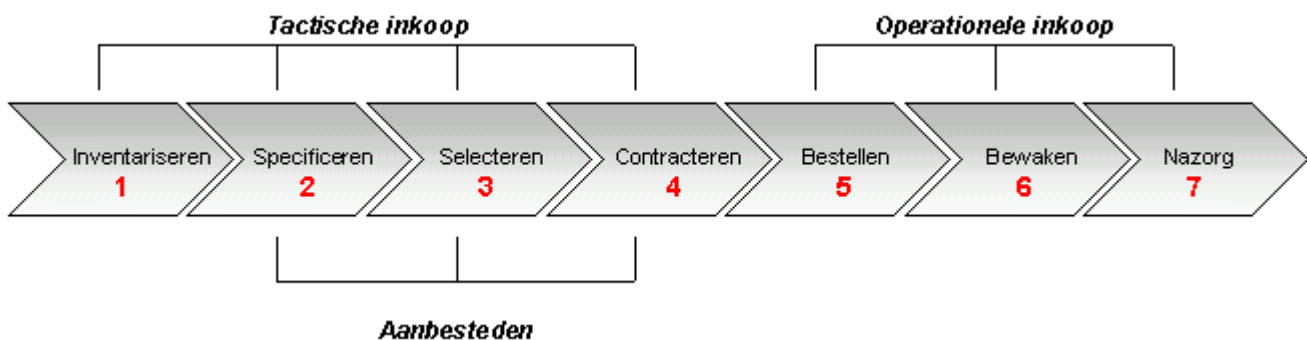 Tactische inkoop Operationele inkoop
Inventariseren Specificeren Selecteren Contracteren Bestellen Bewaken Nazorg
1 2 3 4 5 6 7
Aanbesteden